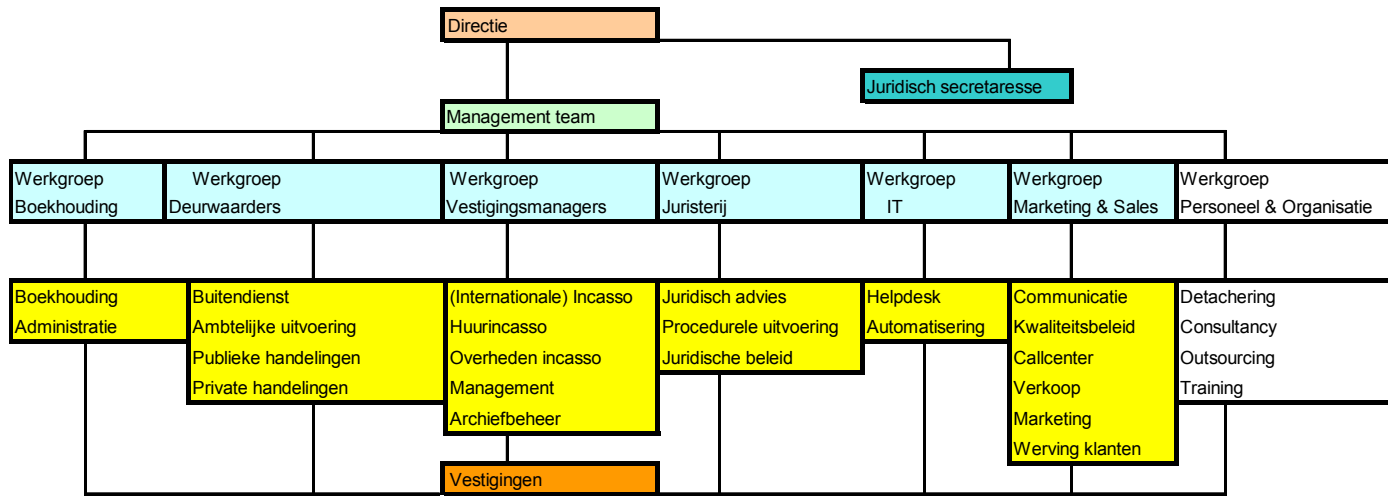 Directie
Juridisch secretaresse
Management team
Werkgroep
Boekhouding
Werkgroep
Deurwaarders
Werkgroep
Vestigingsmanagers
Werkgroep
Juristerij
Werkgroep
IT
Werkgroep
Marketing & Sales
Werkgroep
Personeel & Organisatie
Boekhouding
Administratie
Buitendienst
Ambtelijke uitvoering
Publieke handelingen
Private handelingen
(Internationale) Incasso
Huurincasso
Overheden incasso
Management
Archiefbeheer
Juridisch advies
Procedurele uitvoering
Juridische beleid
Helpdesk
Automatisering
Communicatie
Kwaliteitsbeleid
Callcenter
Verkoop
Marketing
Werving klanten
Detachering
Consultancy
Outsourcing
Training
Vestigingen